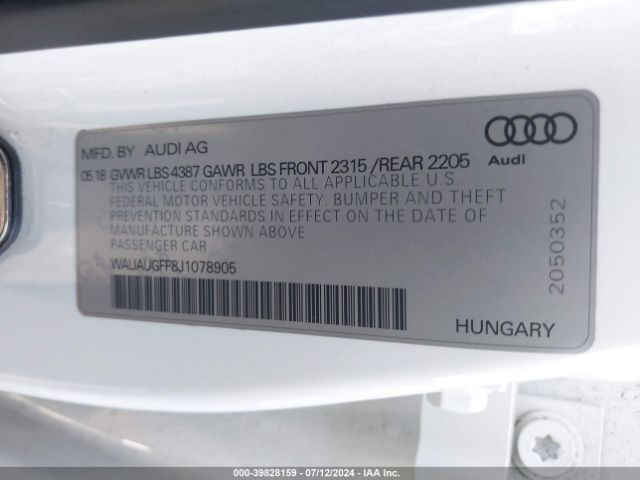 MFD. BY AUDI AG
Audi
05 18 GVWR LBS 4387 GAWR LBS FRONT 2315 /REAR 2205
THIS VEHICLE CONFORMS TO ALL APPLICABLE U.S.
FEDERAL MOTOR VEHICLE SAFETY, BUMPER AND THEFT
PREVENTION STANDARDS IN EFFECT ON THE DATE OF
MANUFACTURE SHOWN ABOVE
PASSENGER CAR
WAUAUGFF8J1078905
2050352
HUNGARY
000-39828159 - 07/12/2024 - IAA Inc.